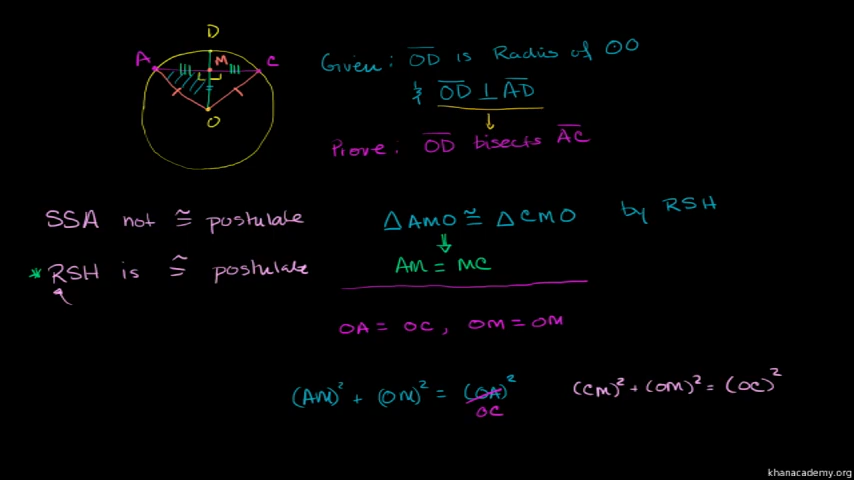 D
A
M
C
O
Given: OD is Radius of ⊙O
& OD ⊥ AD
Prove: OD bisects AC
SSA not ≅ postulate
△AMO ≅ △CMO by RSH
* RSH is ≅ postulate
AM = MC
OA = OC, OM = OM
(AM)² + (OM)² = (OA)²
OC
(CM)² + (OM)² = (OC)²
khanacademy.org